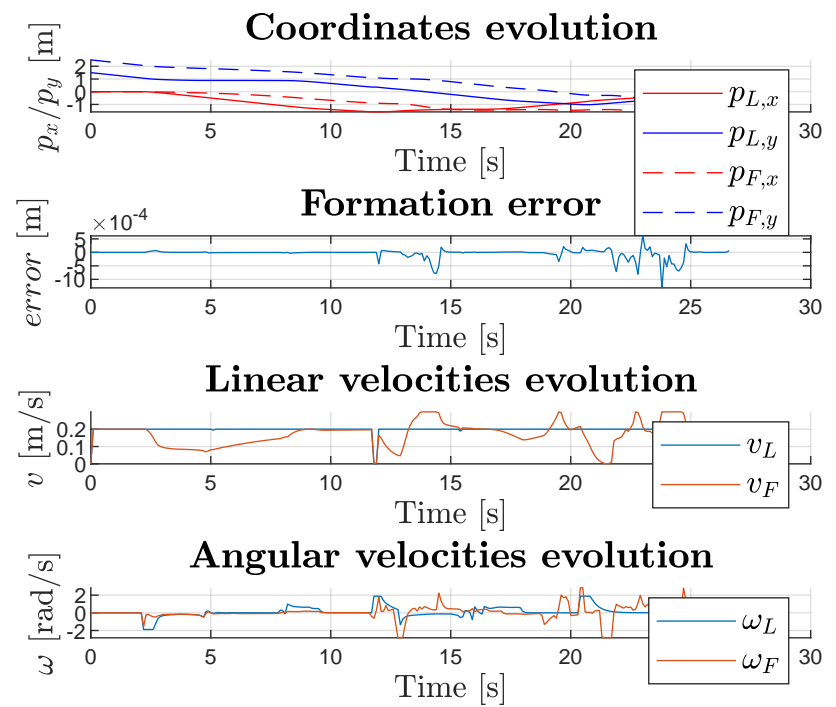 Coordinates evolution
p_x/p_y [m]
2
1
0
-1
0 5 10 15 20 30
Time [s]
p_{L,x}
p_{L,y}
p_{F,x}
p_{F,y}
Formation error
×10^{-4}
error [m]
5
0
-5
-10
0 5 10 15 20 25 30
Time [s]
Linear velocities evolution
v [m/s]
0.2
0.1
0
0 5 10 15 20 30
Time [s]
v_L
v_F
Angular velocities evolution
ω [rad/s]
2
0
-2
0 5 10 15 20 30
Time [s]
ω_L
ω_F